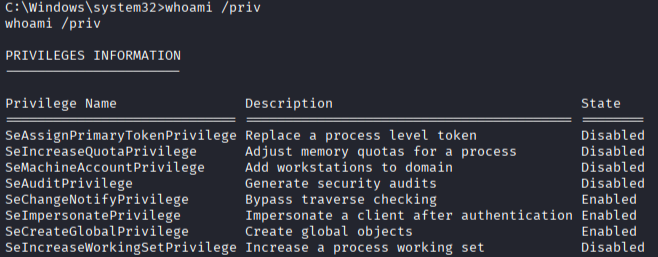 C:\Windows\system32>whoami /priv
whoami /priv
PRIVILEGES INFORMATION
Privilege Name Description State
SeAssignPrimaryTokenPrivilege Replace a process level token Disabled
SeIncreaseQuotaPrivilege Adjust memory quotas for a process Disabled
SeMachineAccountPrivilege Add workstations to domain Disabled
SeAuditPrivilege Generate security audits Disabled
SeChangeNotifyPrivilege Bypass traverse checking Enabled
SeImpersonatePrivilege Impersonate a client after authentication Enabled
SeCreateGlobalPrivilege Create global objects Enabled
SeIncreaseWorkingSetPrivilege Increase a process working set Disabled